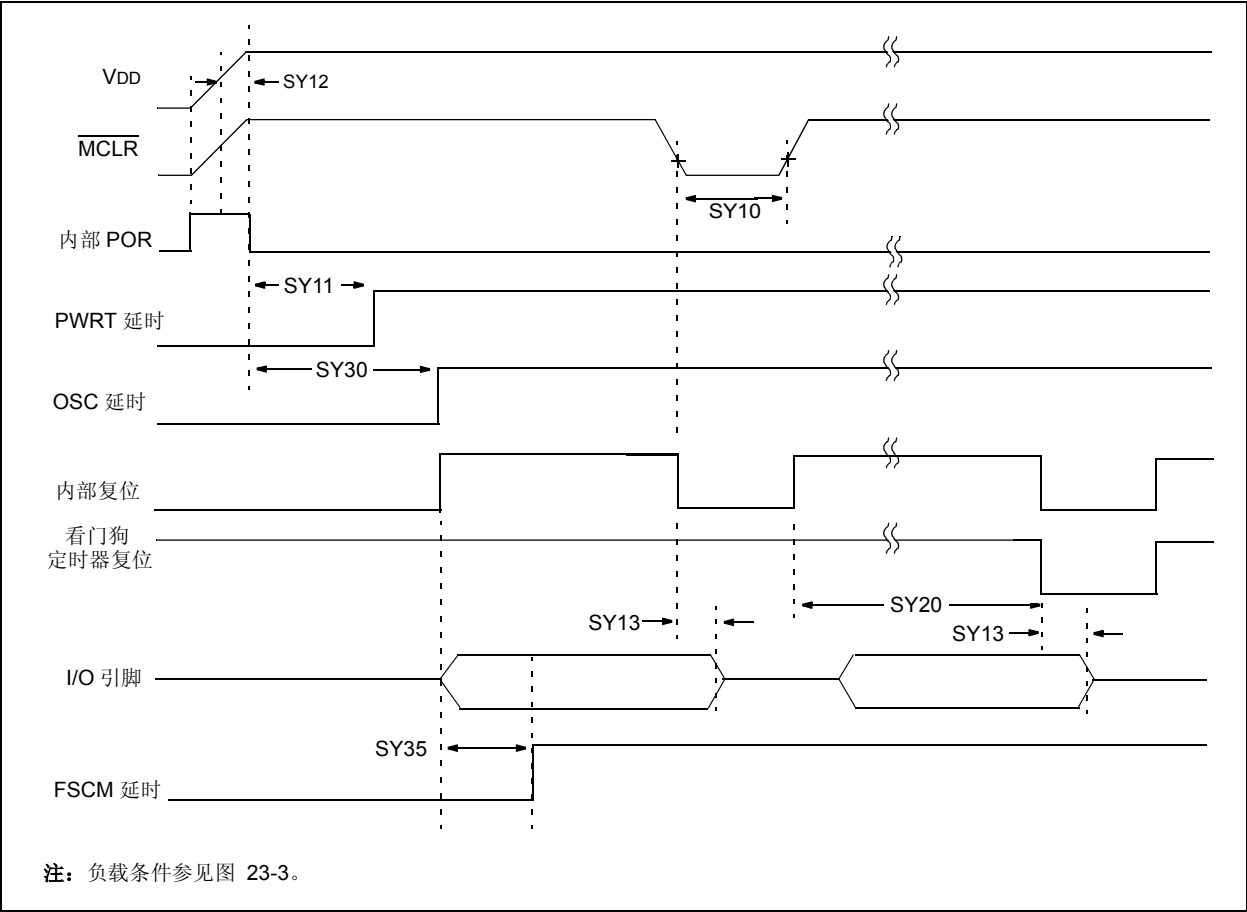 VDD
SY12
MCLR
SY10
内部 POR
SY11
PWRT 延时
SY30
OSC 延时
内部复位
看门狗
定时器复位
SY20
SY13
SY13
I/O 引脚
SY35
FSCM 延时
注：负载条件参见图 23-3。